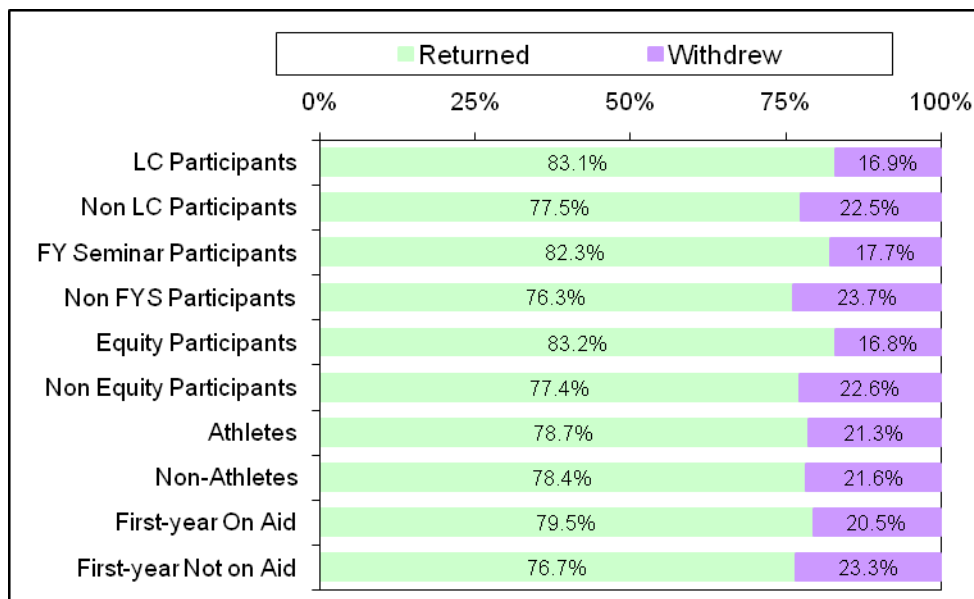 Returned Withdrew
0% 25% 50% 75% 100%
LC Participants 83.1% 16.9%
Non LC Participants 77.5% 22.5%
FY Seminar Participants 82.3% 17.7%
Non FYS Participants 76.3% 23.7%
Equity Participants 83.2% 16.8%
Non Equity Participants 77.4% 22.6%
Athletes 78.7% 21.3%
Non-Athletes 78.4% 21.6%
First-year On Aid 79.5% 20.5%
First-year Not on Aid 76.7% 23.3%